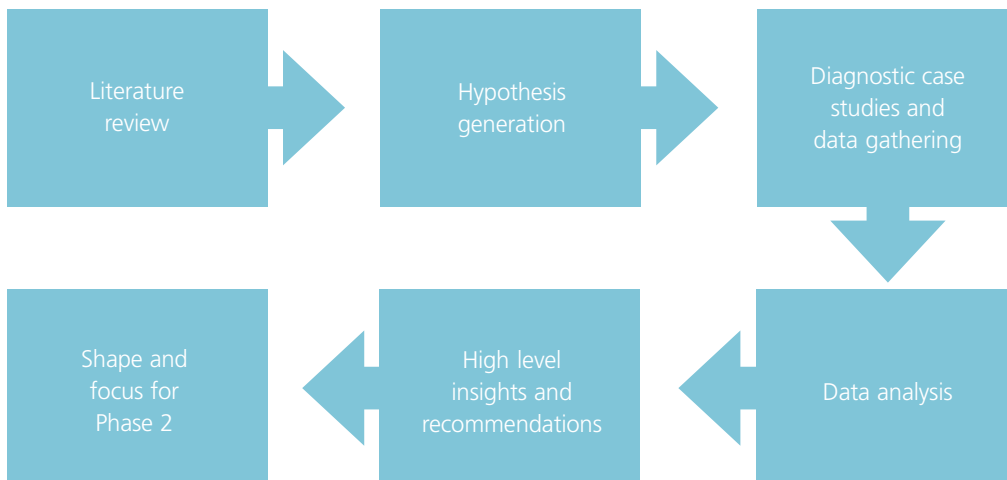 Literature
review
Hypothesis
generation
Diagnostic case
studies and
data gathering
Shape and
focus for
Phase 2
High level
insights and
recommendations
Data analysis